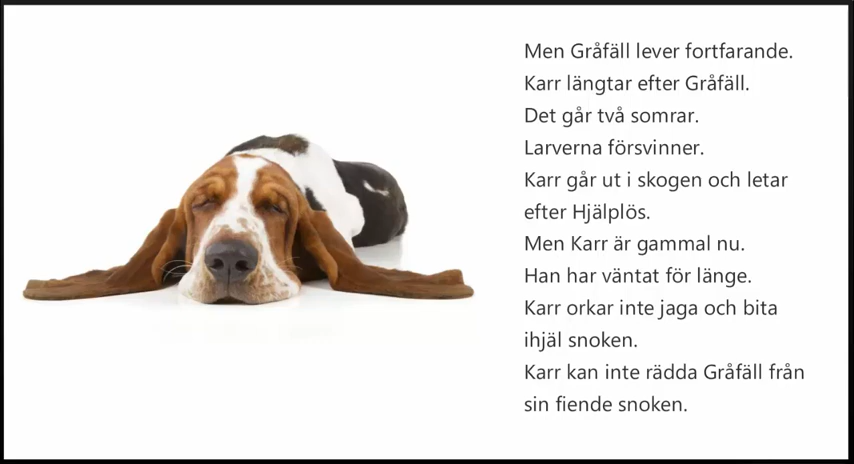 Men Gråfäll lever fortfarande.
Karr längtar efter Gråfäll.
Det går två somrar.
Larverna försvinner.
Karr går ut i skogen och letar
efter Hjälplös.
Men Karr är gammal nu.
Han har väntat för länge.
Karr orkar inte jaga och bita
ihjäl snoken.
Karr kan inte rädda Gråfäll från
sin fiende snoken.